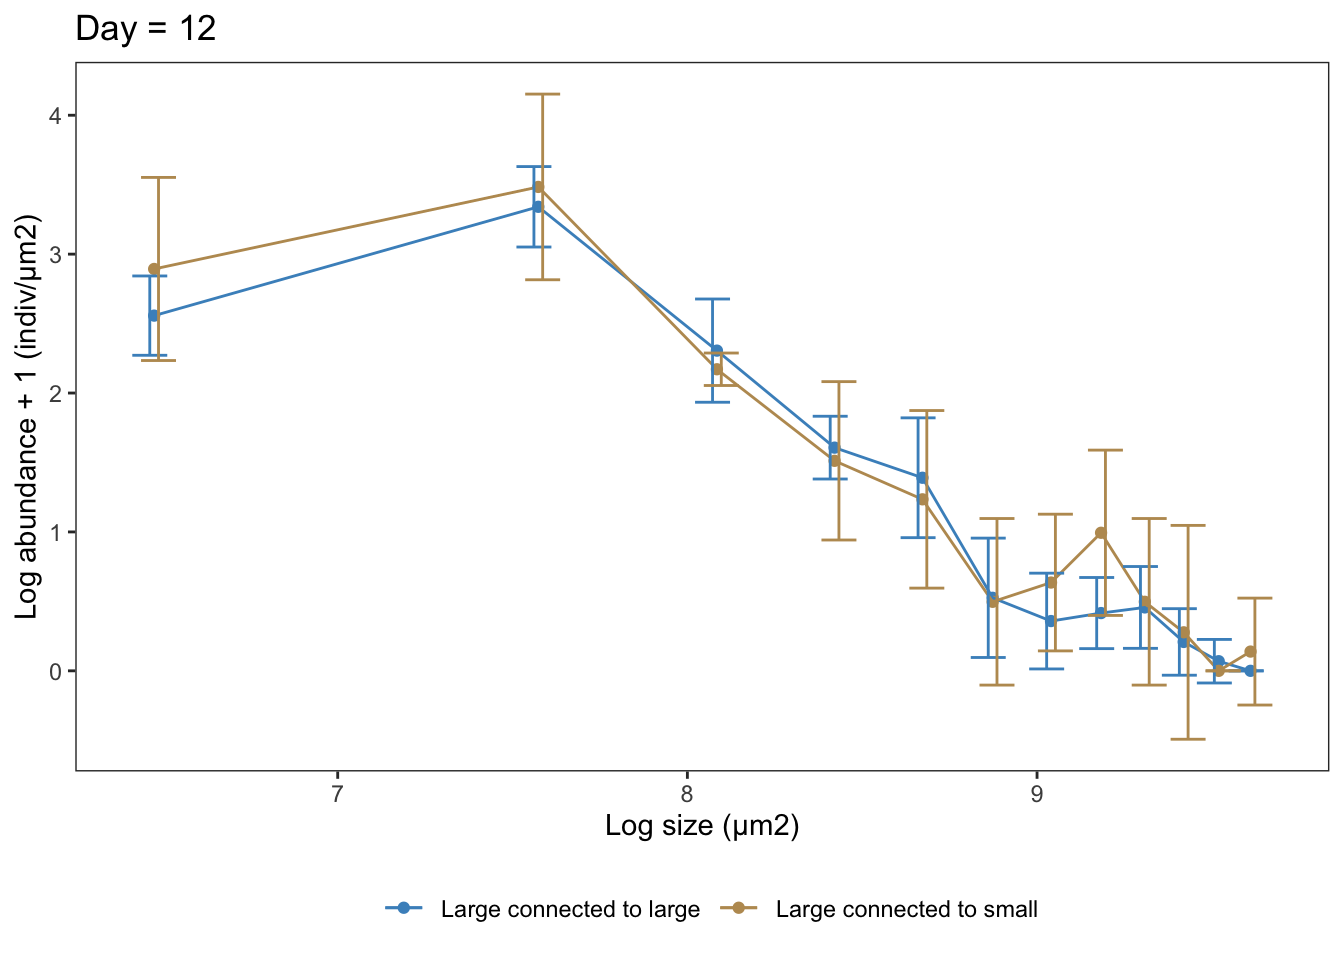 Day = 12
Log abundance + 1 (indiv/µm2)
4
3
2
1
0
7 8 9
Log size (µm2)
Large connected to large Large connected to small